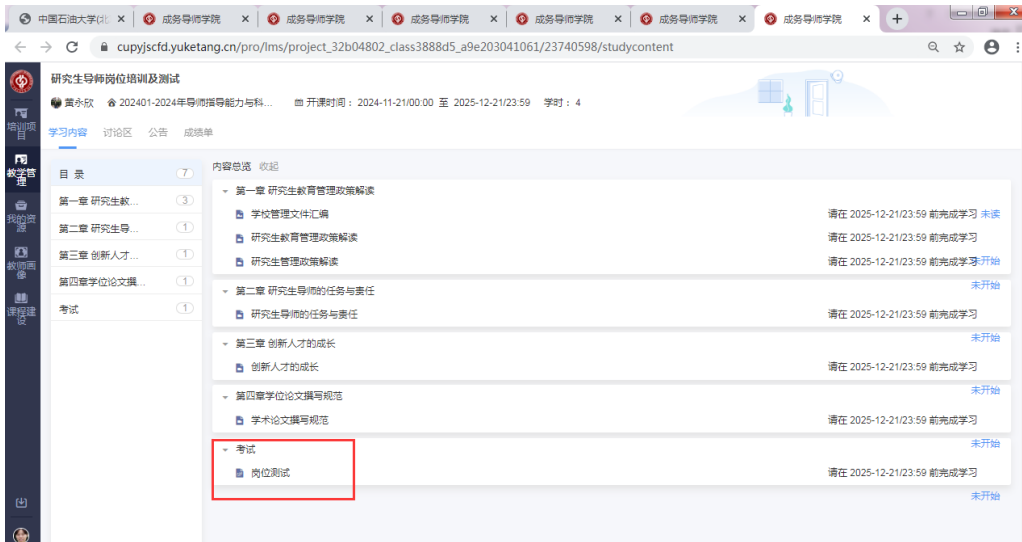 中国石油大学(北
成务导师学院
成务导师学院
成务导师学院
成务导师学院
成务导师学院
成务导师学院
cupyjscfd.yuketang.cn/pro/lms/project_32b04802_class3888d5_a9e203041061/23740598/studycontent
研究生导师岗位培训及测试
黄永欣 202401-2024年导师指导能力与科... 开课时间：2024-11-21/00:00 至 2025-12-21/23:59 学时：4
学习内容 讨论区 公告 成绩单
培训项目
教学管理
我的资源
教师画像
课程建设
目录 7
第一章 研究生教... 3
第二章 研究生导... 1
第三章 创新人才... 1
第四章学位论文撰... 1
考试 1
内容总览 收起
第一章 研究生教育管理政策解读
学校管理文件汇编 请在 2025-12-21/23:59 前完成学习 未读
研究生教育管理政策解读 请在 2025-12-21/23:59 前完成学习
研究生管理政策解读 请在 2025-12-21/23:59 前完成学习 未开始
未开始
第二章 研究生导师的任务与责任
研究生导师的任务与责任 请在 2025-12-21/23:59 前完成学习
未开始
第三章 创新人才的成长
创新人才的成长 请在 2025-12-21/23:59 前完成学习
未开始
第四章学位论文撰写规范
学术论文撰写规范 请在 2025-12-21/23:59 前完成学习
未开始
考试
岗位测试 请在 2025-12-21/23:59 前完成学习
未开始